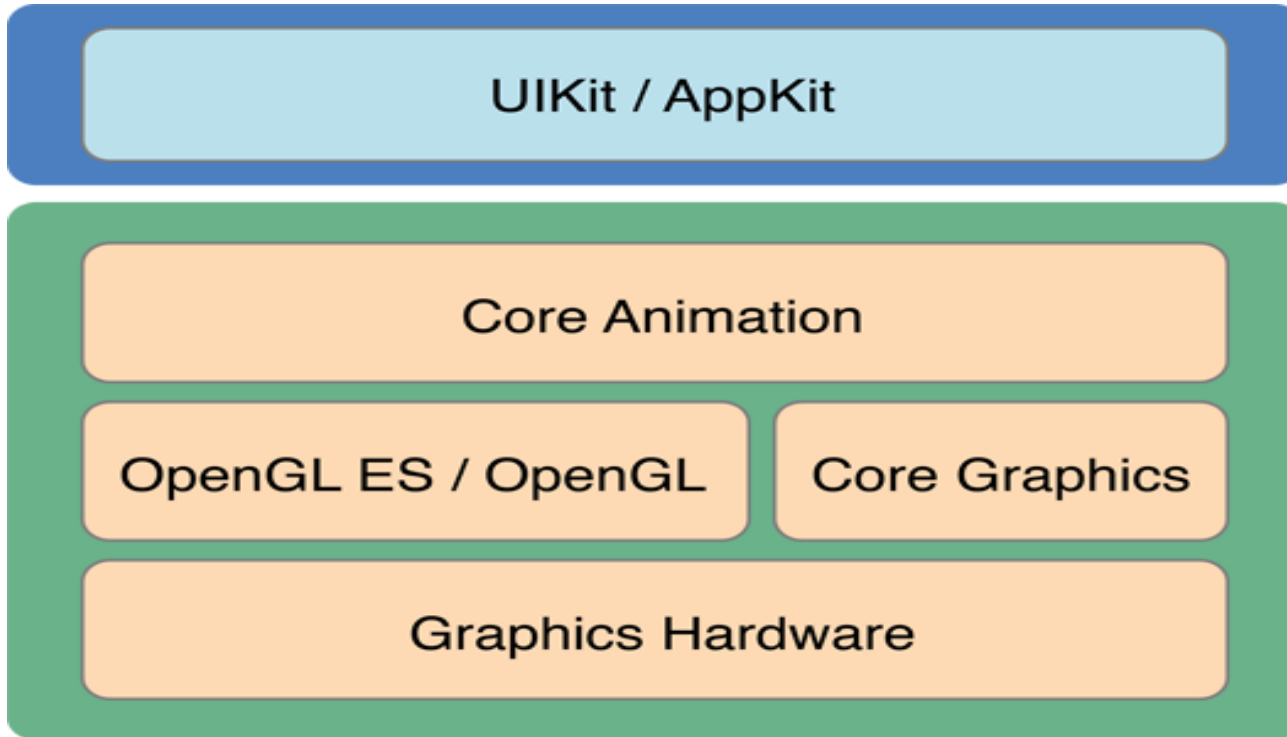 UIKit / AppKit
Core Animation
OpenGL ES / OpenGL
Core Graphics
Graphics Hardware